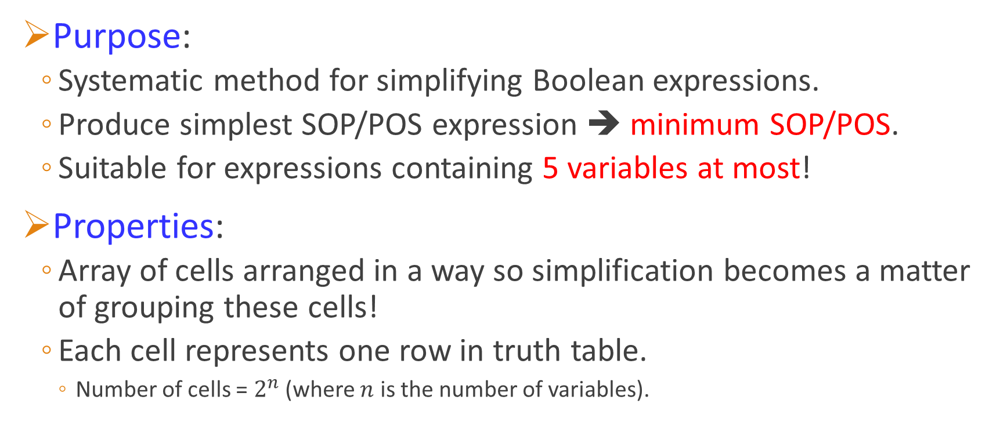 ➢Purpose:
◦ Systematic method for simplifying Boolean expressions.
◦ Produce simplest SOP/POS expression 🡺 minimum SOP/POS.
◦ Suitable for expressions containing 5 variables at most!
➢Properties:
◦ Array of cells arranged in a way so simplification becomes a matter
of grouping these cells!
◦ Each cell represents one row in truth table.
◦ Number of cells = 2ⁿ (where n is the number of variables).